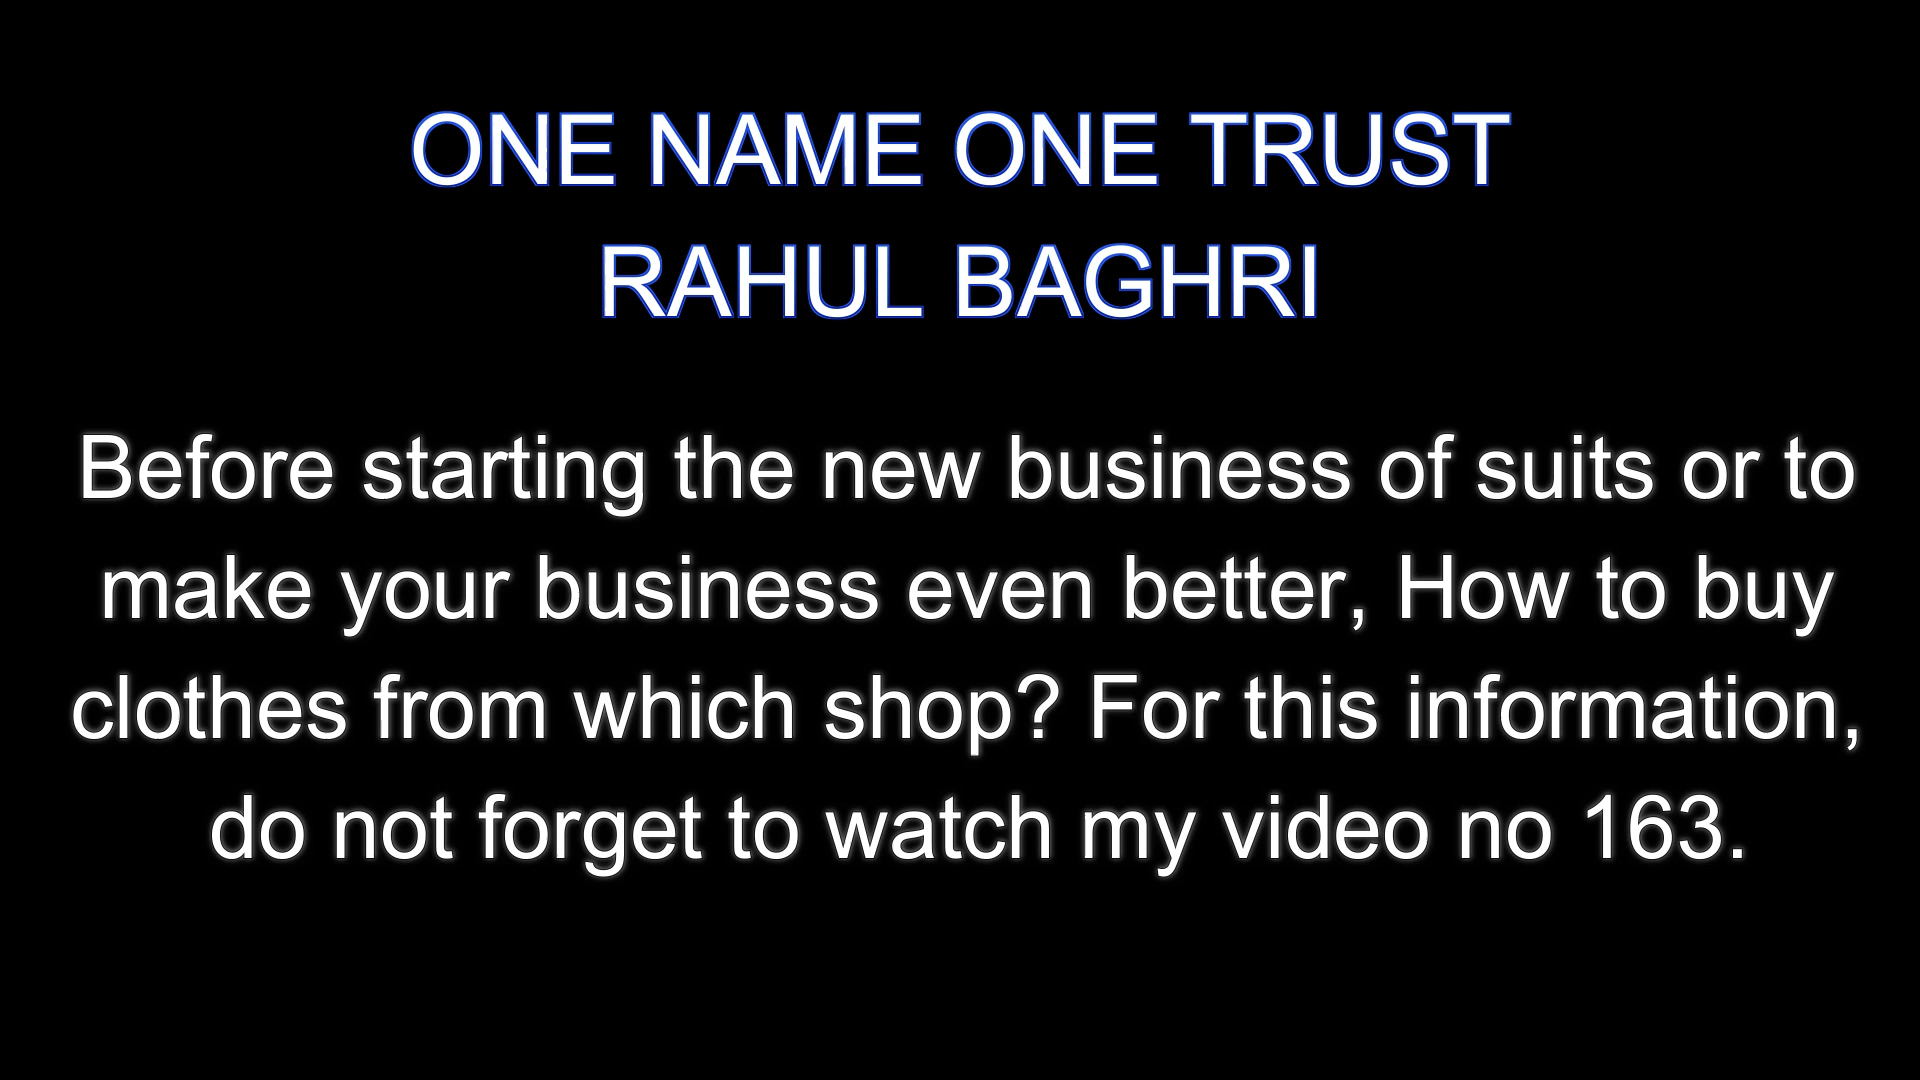 ONE NAME ONE TRUST
RAHUL BAGHRI
Before starting the new business of suits or to
make your business even better, How to buy
clothes from which shop? For this information,
do not forget to watch my video no 163.